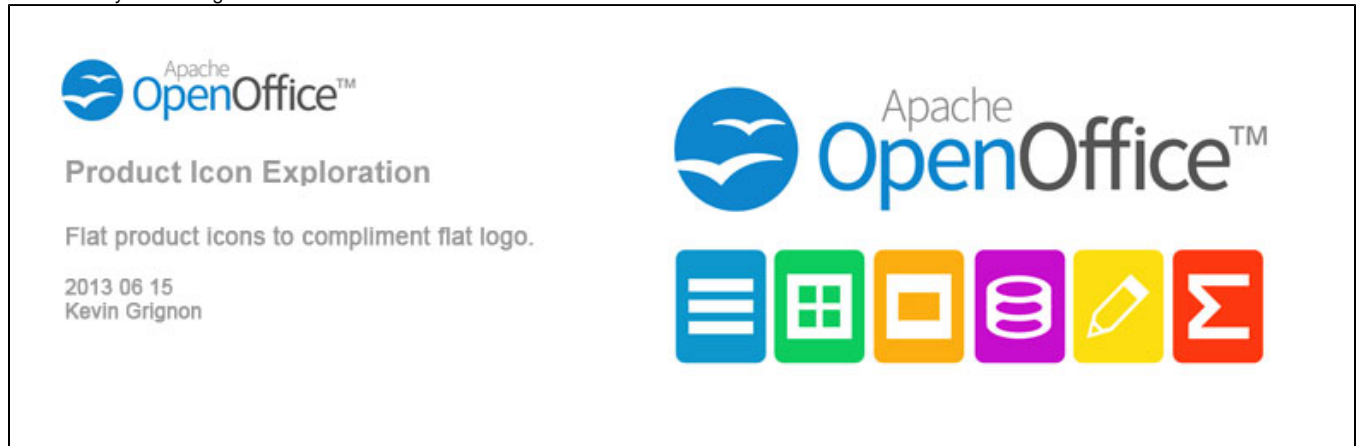 Apache
OpenOffice™
Product Icon Exploration
Flat product icons to compliment flat logo.
2013 06 15
Kevin Grignon
Apache
OpenOffice™